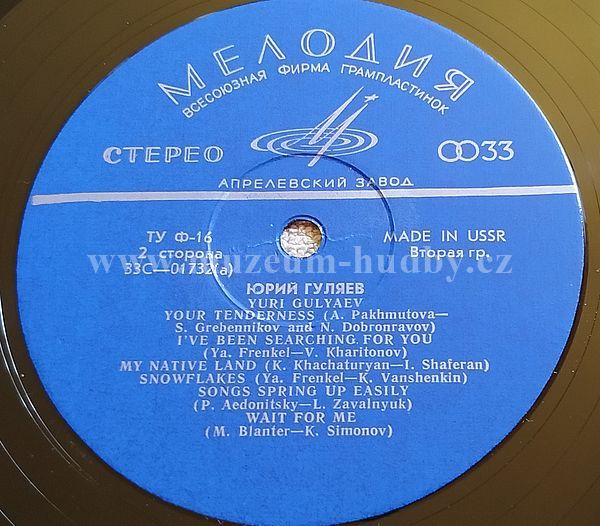 МЕЛОДИЯ
ВСЕСОЮЗНАЯ ФИРМА ГРАМПЛАСТИНОК
СТЕРЕО 33
АПРЕЛЕВСКИЙ ЗАВОД
ТУ Ф-16 MADE IN USSR
2 сторона Вторая гр.
33С—01732(а)
www.muzeum-hudby.cz
ЮРИЙ ГУЛЯЕВ
YURI GULYAEV
YOUR TENDERNESS (A. Pakhmutova—
S. Grebennikov and N. Dobronravov)
I'VE BEEN SEARCHING FOR YOU
(Ya. Frenkel—V. Kharitonov)
MY NATIVE LAND (K. Khachaturyan—I. Shaferan)
SNOWFLAKES (Ya. Frenkel—K. Vanshenkin)
SONGS SPRING UP EASILY
(P. Aedonitsky—L. Zavalnyuk)
WAIT FOR ME
(M. Blanter—K. Simonov)